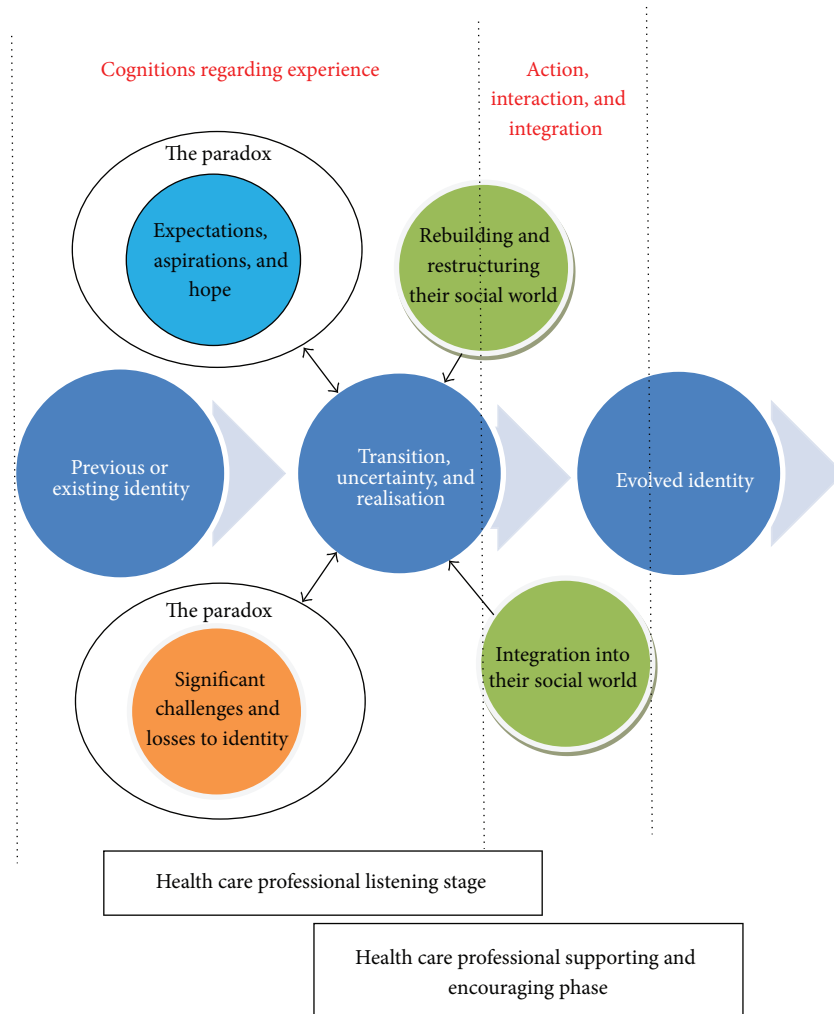 Cognitions regarding experience
Action,
interaction, and
integration
The paradox
Expectations,
aspirations, and
hope
Rebuilding and
restructuring
their social world
Previous or
existing identity
Transition,
uncertainty, and
realisation
Evolved identity
The paradox
Significant
challenges and
losses to identity
Integration into
their social world
Health care professional listening stage
Health care professional supporting and
encouraging phase